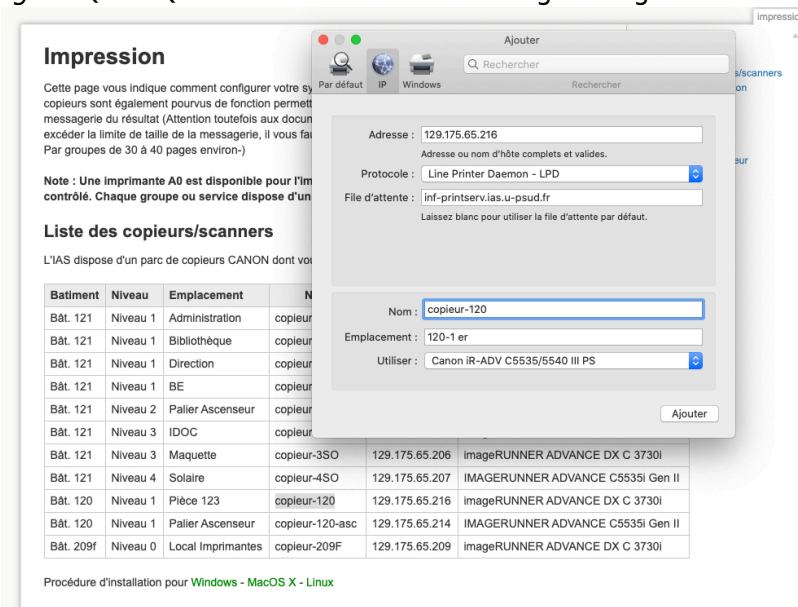 impressio
Impression
Cette page vous indique comment configurer votre sy
copieurs sont également pourvus de fonction permett
messagerie du résultat (Attention toutefois aux docun
excéder la limite de taille de la messagerie, il vous fau
Par groupes de 30 à 40 pages environ-)
Note : Une imprimante A0 est disponible pour l'im
contrôlé. Chaque groupe ou service dispose d'un
Liste des copieurs/scanners
L'IAS dispose d'un parc de copieurs CANON dont vou
Ajouter
Par défaut IP Windows
Rechercher
Rechercher
Adresse : 129.175.65.216
Adresse ou nom d'hôte complets et valides.
Protocole : Line Printer Daemon - LPD
File d'attente : inf-printserv.ias.u-psud.fr
Laissez blanc pour utiliser la file d'attente par défaut.
Nom : copieur-120
Emplacement : 120-1 er
Utiliser : Canon iR-ADV C5535/5540 III PS
Ajouter
s/scanners
on
eur
Batiment Niveau Emplacement N
Bât. 121 Niveau 1 Administration copieur
Bât. 121 Niveau 1 Bibliothèque copieur
Bât. 121 Niveau 1 Direction copieur
Bât. 121 Niveau 1 BE copieur
Bât. 121 Niveau 2 Palier Ascenseur copieur
Bât. 121 Niveau 3 IDOC copieur
Bât. 121 Niveau 3 Maquette copieur-3SO 129.175.65.206 imageRUNNER ADVANCE DX C 3730i
Bât. 121 Niveau 4 Solaire copieur-4SO 129.175.65.207 IMAGERUNNER ADVANCE C5535i Gen II
Bât. 120 Niveau 1 Pièce 123 copieur-120 129.175.65.216 imageRUNNER ADVANCE DX C 3730i
Bât. 120 Niveau 1 Palier Ascenseur copieur-120-asc 129.175.65.214 IMAGERUNNER ADVANCE C5535i Gen II
Bât. 209f Niveau 0 Local Imprimantes copieur-209F 129.175.65.209 imageRUNNER ADVANCE DX C 3730i
Procédure d'installation pour Windows - MacOS X - Linux